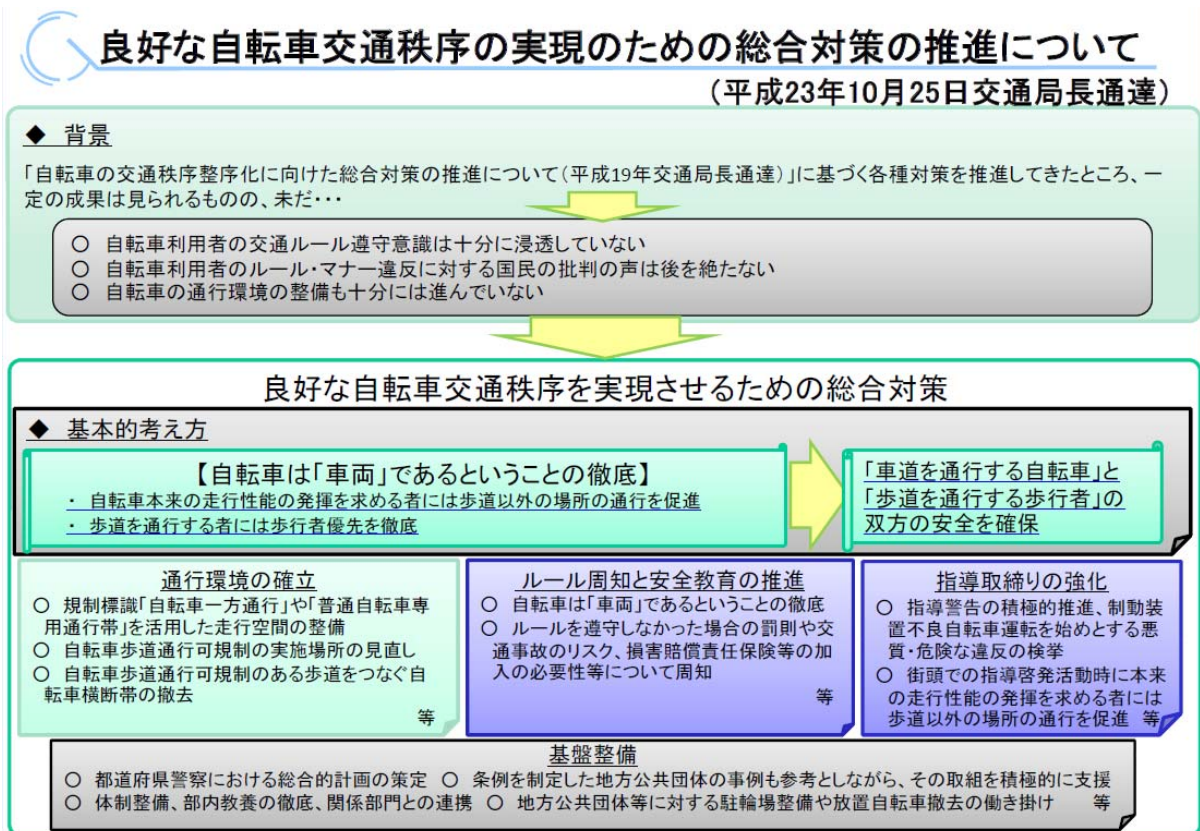 良好な自転車交通秩序の実現のための総合対策の推進について
（平成23年10月25日交通局長通達）
◆ 背景
「自転車の交通秩序整序化に向けた総合対策の推進について（平成19年交通局長通達）」に基づく各種対策を推進してきたところ、一
定の成果は見られるものの、未だ・・・
○ 自転車利用者の交通ルール遵守意識は十分に浸透していない
○ 自転車利用者のルール・マナー違反に対する国民の批判の声は後を絶たない
○ 自転車の通行環境の整備も十分には進んでいない
良好な自転車交通秩序を実現させるための総合対策
◆ 基本的考え方
【自転車は「車両」であるということの徹底】
・ 自転車本来の走行性能の発揮を求める者には歩道以外の場所の通行を促進
・ 歩道を通行する者には歩行者優先を徹底
「車道を通行する自転車」と
「歩道を通行する歩行者」の
双方の安全を確保
通行環境の確立
○ 規制標識「自転車一方通行」や「普通自転車専
用通行帯」を活用した走行空間の整備
○ 自転車歩道通行可規制の実施場所の見直し
○ 自転車歩道通行可規制のある歩道をつなぐ自
転車横断帯の撤去
等
ルール周知と安全教育の推進
○ 自転車は「車両」であるということの徹底
○ ルールを遵守しなかった場合の罰則や交
通事故のリスク、損害賠償責任保険等の加
入の必要性等について周知
等
指導取締りの強化
○ 指導警告の積極的推進、制動装
置不良自転車運転を始めとする悪
質・危険な違反の検挙
○ 街頭での指導啓発活動時に本来
の走行性能の発揮を求める者には
歩道以外の場所の通行を促進 等
基盤整備
○ 都道府県警察における総合的計画の策定 ○ 条例を制定した地方公共団体の事例も参考としながら、その取組を積極的に支援
○ 体制整備、部内教養の徹底、関係部門との連携 ○ 地方公共団体等に対する駐輪場整備や放置自転車撤去の働き掛け 等